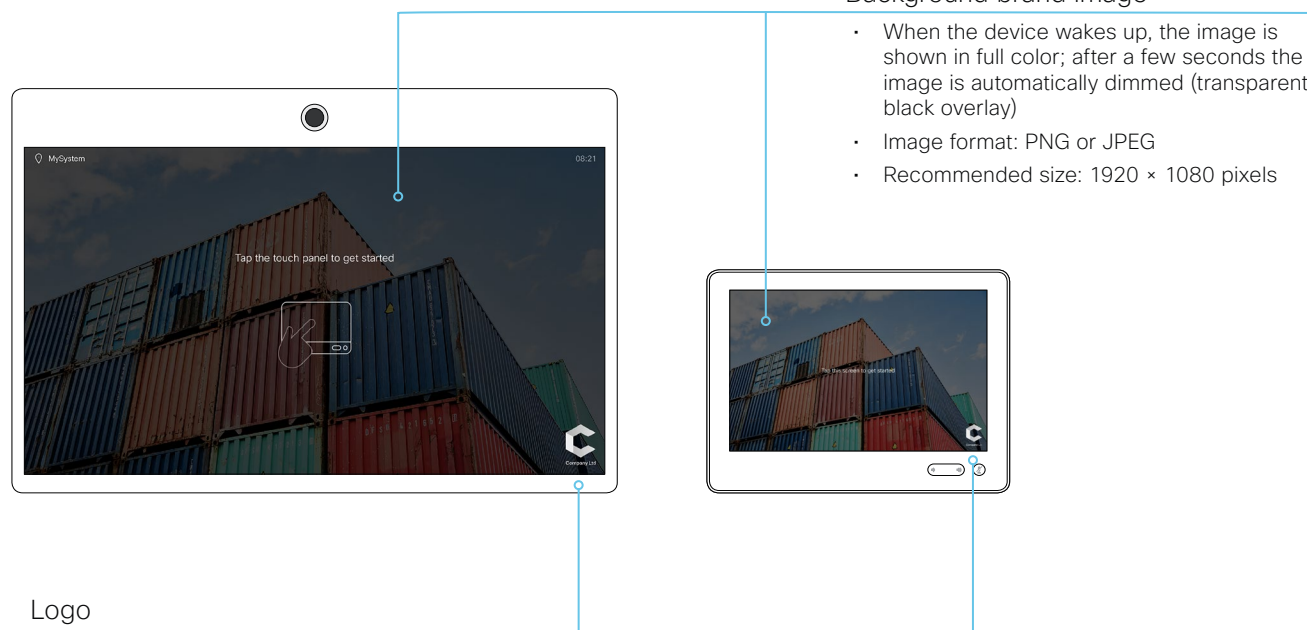 Background brand image
• When the device wakes up, the image is
shown in full color; after a few seconds the
image is automatically dimmed (transparent
black overlay)
• Image format: PNG or JPEG
• Recommended size: 1920 × 1080 pixels
MySystem
08:21
Tap the touch panel to get started
Company Ltd
Tap the screen to get started
Logo